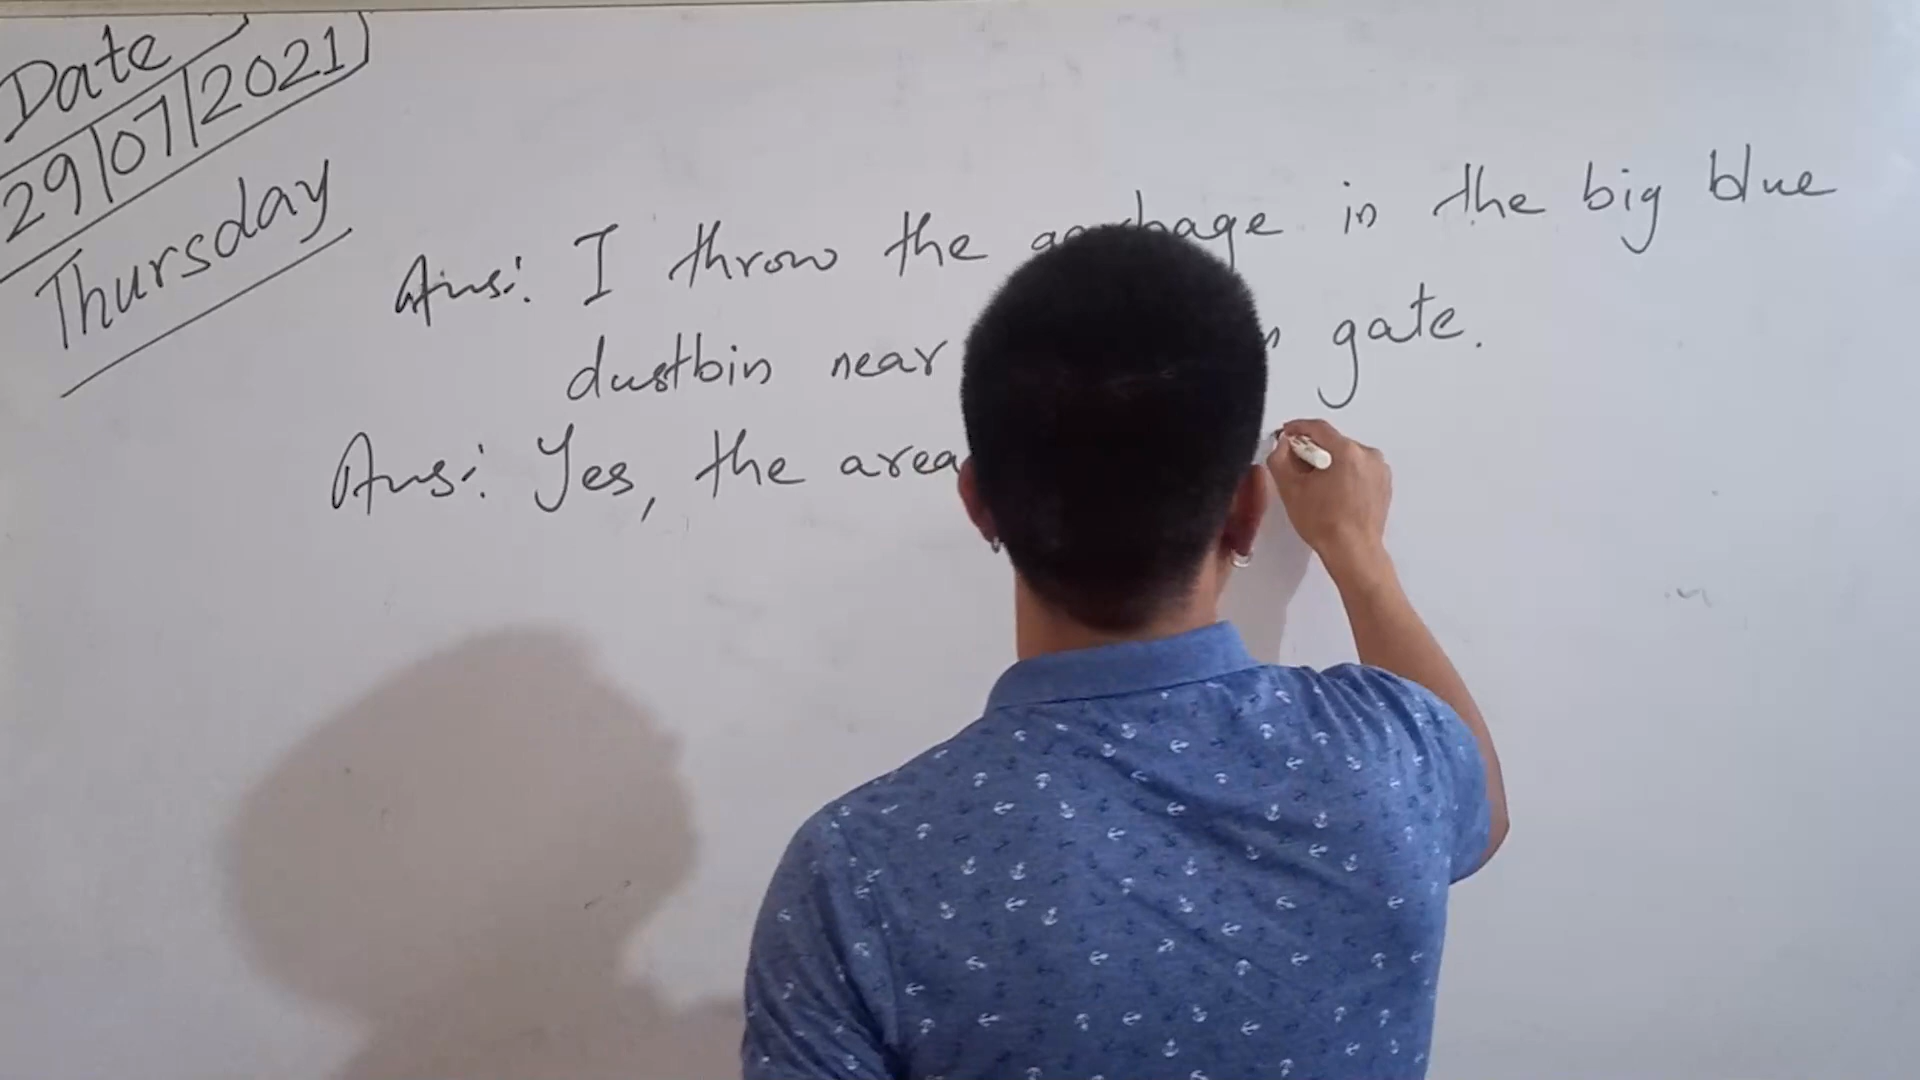 Date
29/07/2021
Thursday
Ans: I throw the garbage in the big blue
dustbin near gate.
Ans: Yes, the area